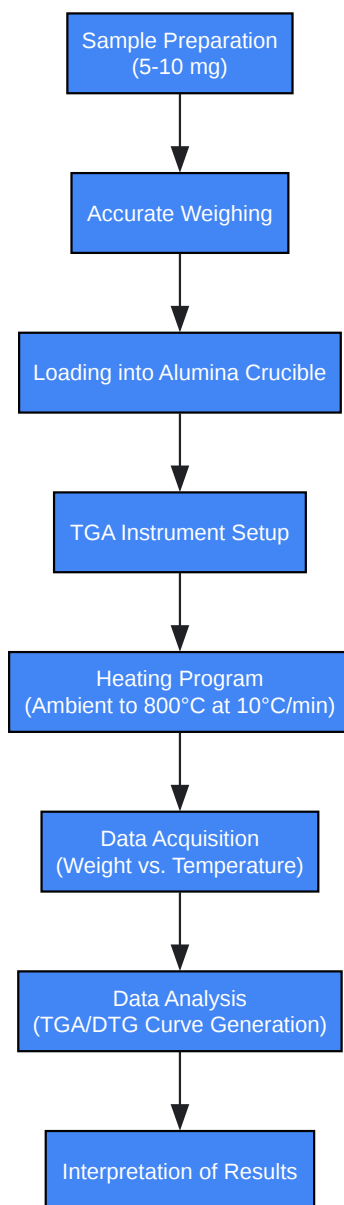 Sample Preparation
(5-10 mg)
Accurate Weighing
Loading into Alumina Crucible
TGA Instrument Setup
Heating Program
(Ambient to 800°C at 10°C/min)
Data Acquisition
(Weight vs. Temperature)
Data Analysis
(TGA/DTG Curve Generation)
Interpretation of Results